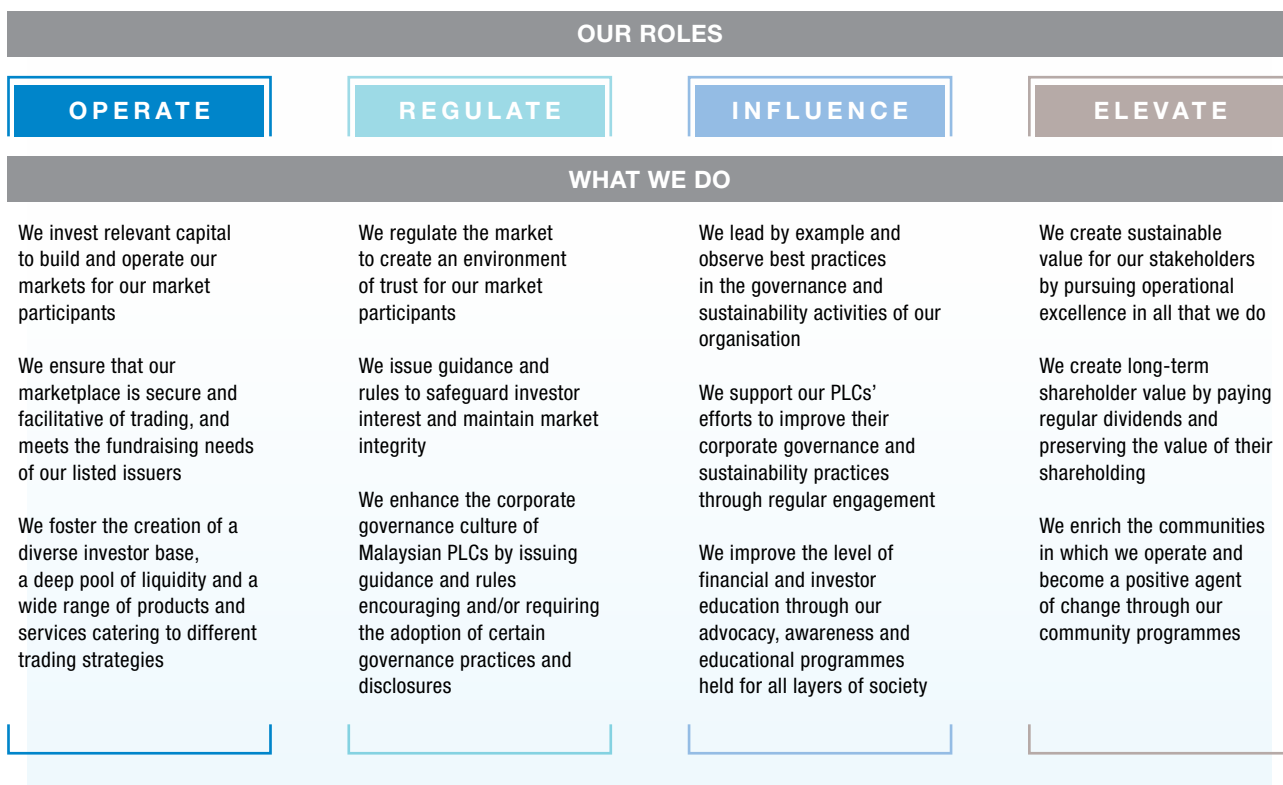 OUR ROLES
OPERATE
REGULATE
INFLUENCE
ELEVATE
WHAT WE DO
We invest relevant capital
to build and operate our
markets for our market
participants
We ensure that our
marketplace is secure and
facilitative of trading, and
meets the fundraising needs
of our listed issuers
We foster the creation of a
diverse investor base,
a deep pool of liquidity and a
wide range of products and
services catering to different
trading strategies
We regulate the market
to create an environment
of trust for our market
participants
We issue guidance and
rules to safeguard investor
interest and maintain market
integrity
We enhance the corporate
governance culture of
Malaysian PLCs by issuing
guidance and rules
encouraging and/or requiring
the adoption of certain
governance practices and
disclosures
We lead by example and
observe best practices
in the governance and
sustainability activities of our
organisation
We support our PLCs’
efforts to improve their
corporate governance and
sustainability practices
through regular engagement
We improve the level of
financial and investor
education through our
advocacy, awareness and
educational programmes
held for all layers of society
We create sustainable
value for our stakeholders
by pursuing operational
excellence in all that we do
We create long-term
shareholder value by paying
regular dividends and
preserving the value of their
shareholding
We enrich the communities
in which we operate and
become a positive agent
of change through our
community programmes